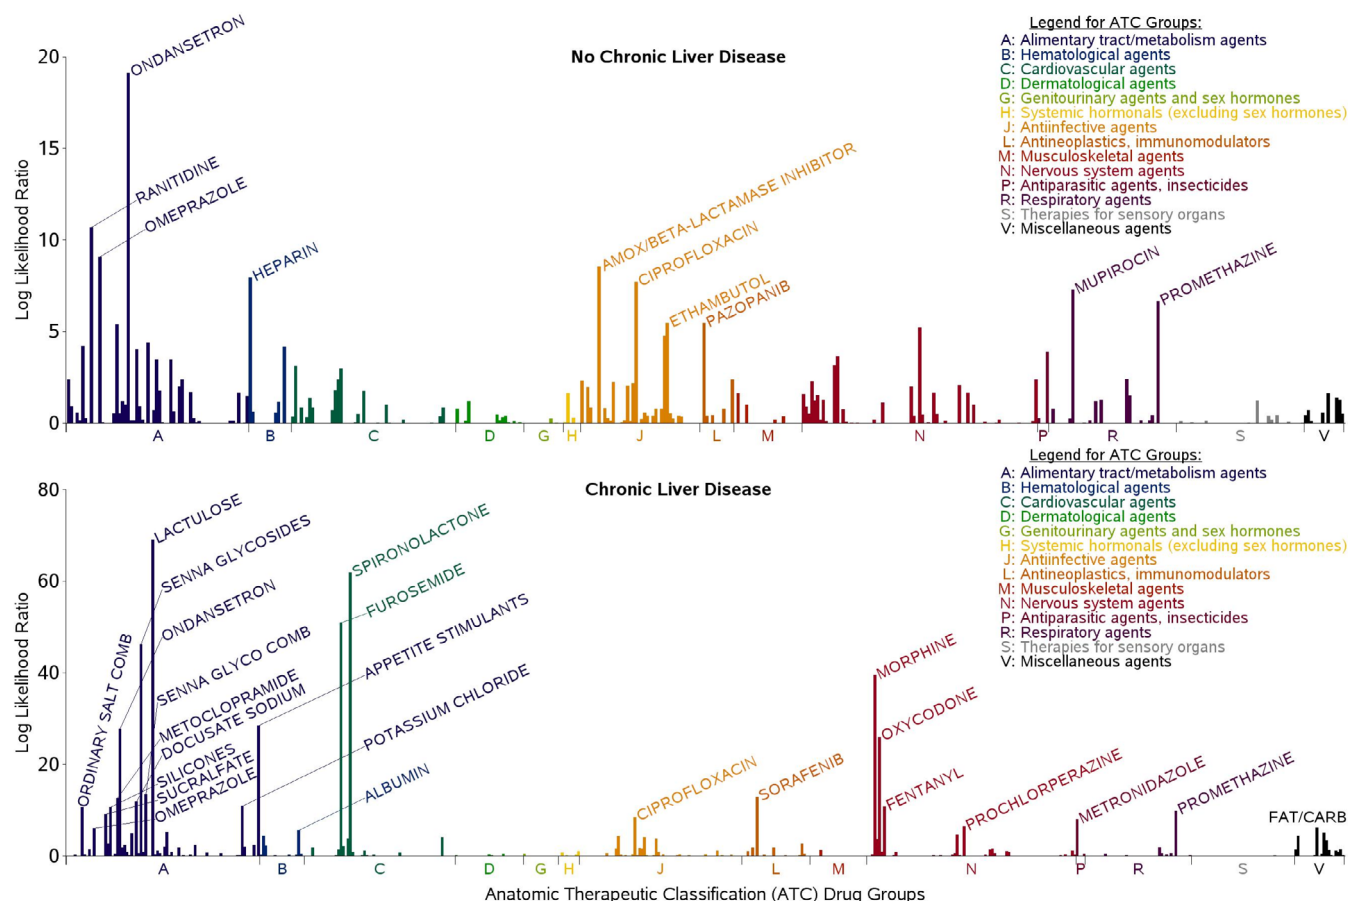 No Chronic Liver Disease
Log Likelihood Ratio
20
15
10
5
0
ONDANSETRON
RANITIDINE
OMEPRAZOLE
HEPARIN
AMOX/BETA-LACTAMASE INHIBITOR
CIPROFLOXACIN
ETHAMBUTOL
PAZOPANIB
MUPIROCIN
PROMETHAZINE
Legend for ATC Groups:
A: Alimentary tract/metabolism agents
B: Hematological agents
C: Cardiovascular agents
D: Dermatological agents
G: Genitourinary agents and sex hormones
H: Systemic hormonals (excluding sex hormones)
J: Antiinfective agents
L: Antineoplastics, immunomodulators
M: Musculoskeletal agents
N: Nervous system agents
P: Antiparasitic agents, insecticides
R: Respiratory agents
S: Therapies for sensory organs
V: Miscellaneous agents
A B C D G H J L M N P R S V
Chronic Liver Disease
Log Likelihood Ratio
80
60
40
20
0
ORDINARY SALT COMB
LACTULOSE
SENNA GLYCOSIDES
ONDANSETRON
SENNA GLYCO COMB
METOCLOPRAMIDE
DOCUSATE SODIUM
SILICONES
SUCRALFATE
OMEPRAZOLE
SPIRONOLACTONE
FUROSEMIDE
APPETITE STIMULANTS
POTASSIUM CHLORIDE
ALBUMIN
CIPROFLOXACIN
SORAFENIB
MORPHINE
OXYCODONE
FENTANYL
PROCHLORPERAZINE
METRONIDAZOLE
PROMETHAZINE
FAT/CARB
Legend for ATC Groups:
A: Alimentary tract/metabolism agents
B: Hematological agents
C: Cardiovascular agents
D: Dermatological agents
G: Genitourinary agents and sex hormones
H: Systemic hormonals (excluding sex hormones)
J: Antiinfective agents
L: Antineoplastics, immunomodulators
M: Musculoskeletal agents
N: Nervous system agents
P: Antiparasitic agents, insecticides
R: Respiratory agents
S: Therapies for sensory organs
V: Miscellaneous agents
A B C D G H J L M N P R S V
Anatomic Therapeutic Classification (ATC) Drug Groups